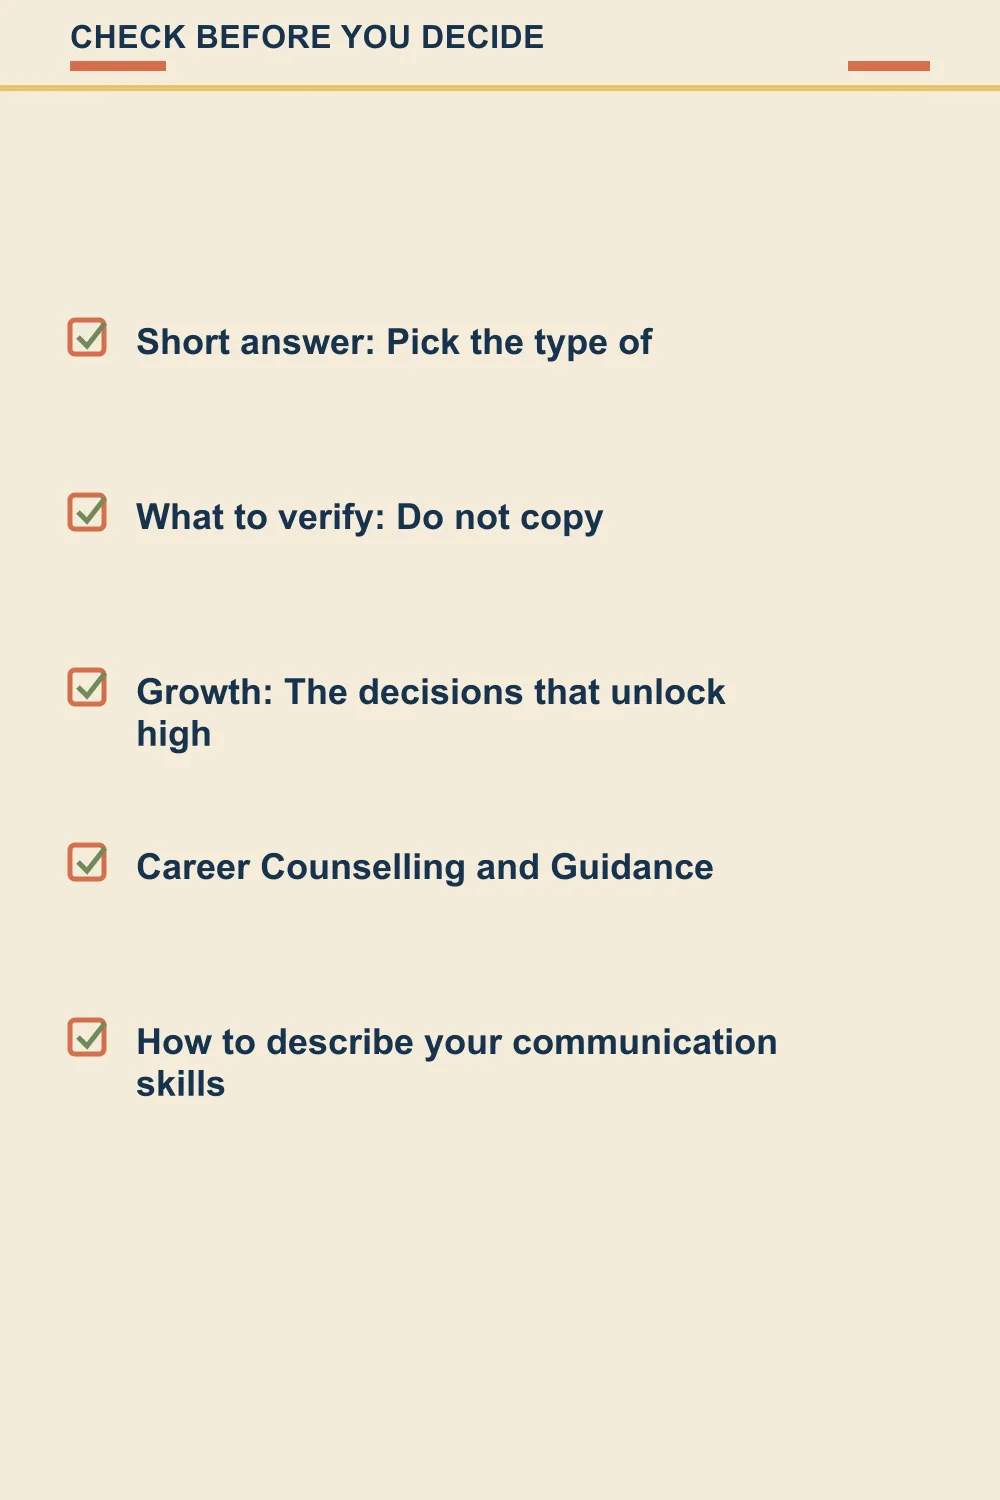 CHECK BEFORE YOU DECIDE
Short answer: Pick the type of
What to verify: Do not copy
Growth: The decisions that unlock
high
Career Counselling and Guidance
How to describe your communication
skills